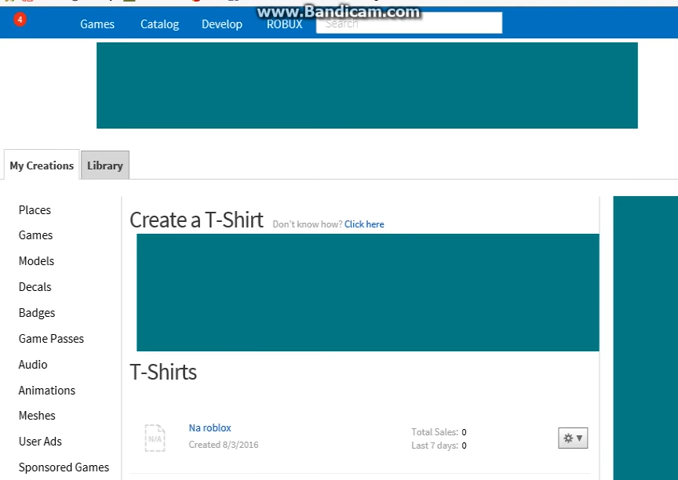 www.Bandicam.com
4
Games Catalog Develop ROBUX Search
My Creations Library
Places
Games
Models
Decals
Badges
Game Passes
Audio
Animations
Meshes
User Ads
Sponsored Games
Create a T-Shirt Don't know how? Click here
T-Shirts
N/A
Na roblox
Created 8/3/2016
Total Sales: 0
Last 7 days: 0